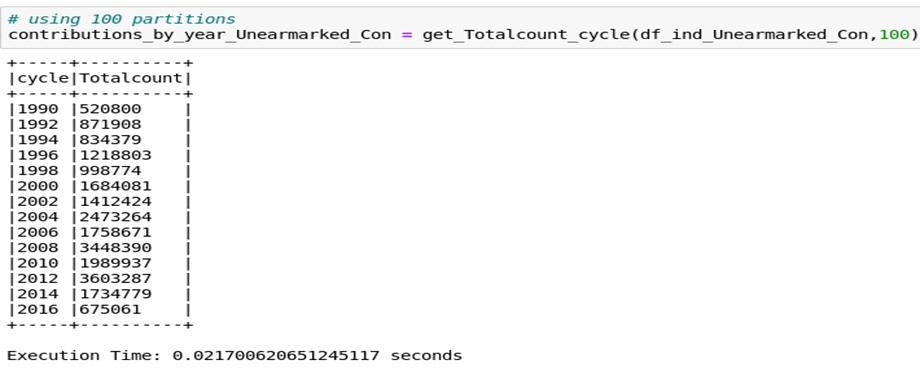 # using 100 partitions
contributions_by_year_Unearmarked_Con = get_Totalcount_cycle(df_ind_Unearmarked_Con,100)
+-----+----------+
|cycle|Totalcount|
+-----+----------+
|1990 |520800    |
|1992 |871908    |
|1994 |834379    |
|1996 |1218803   |
|1998 |998774    |
|2000 |1684081   |
|2002 |1412424   |
|2004 |2473264   |
|2006 |1758671   |
|2008 |3448390   |
|2010 |1989937   |
|2012 |3603287   |
|2014 |1734779   |
|2016 |675061    |
+-----+----------+
Execution Time: 0.021700620651245117 seconds